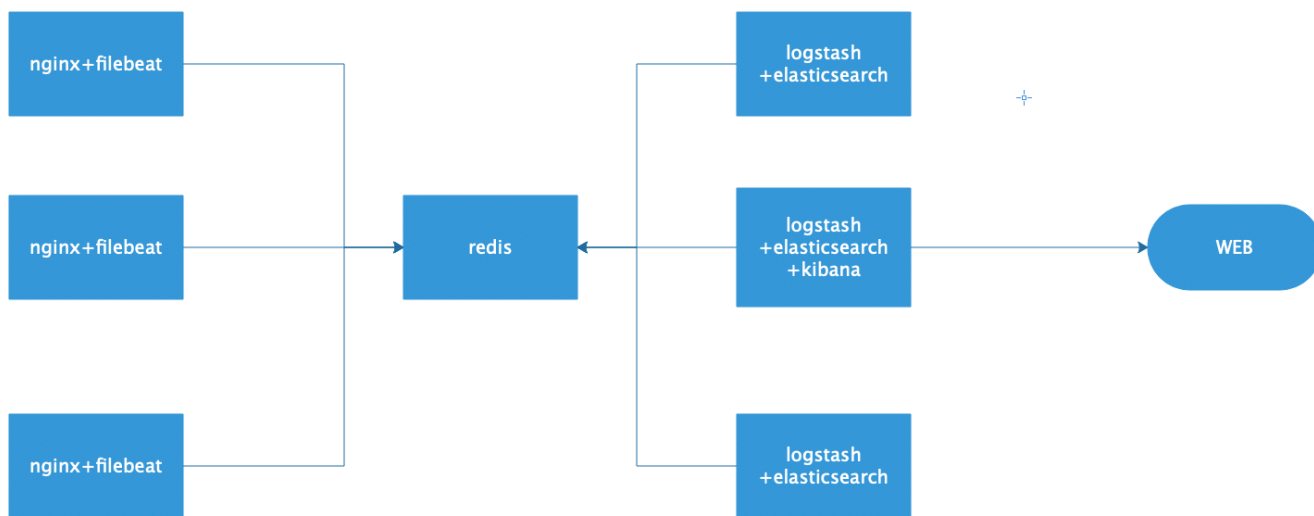 nginx+filebeat
nginx+filebeat
nginx+filebeat
redis
logstash
+elasticsearch
logstash
+elasticsearch
+kibana
logstash
+elasticsearch
WEB